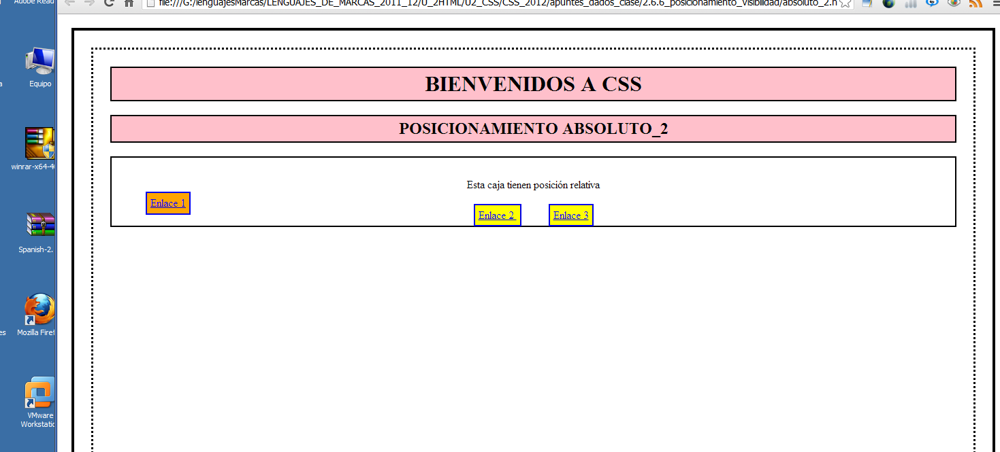 Adobe Read
file:///G:/lenguajesMarcas/LENGUAJES_DE_MARCAS_2011_12/U_2HTML/U2_CSS/CSS_2012/apuntes_dados_clase/2.6.6_posicionamiento_visibilidad/absoluto_2.h
a
Equipo
winrar-x64-4
Spanish-2.
es
Mozilla Firef
VMware
Workstatio
BIENVENIDOS A CSS
POSICIONAMIENTO ABSOLUTO_2
Esta caja tienen posición relativa
Enlace 1
Enlace 2 Enlace 3